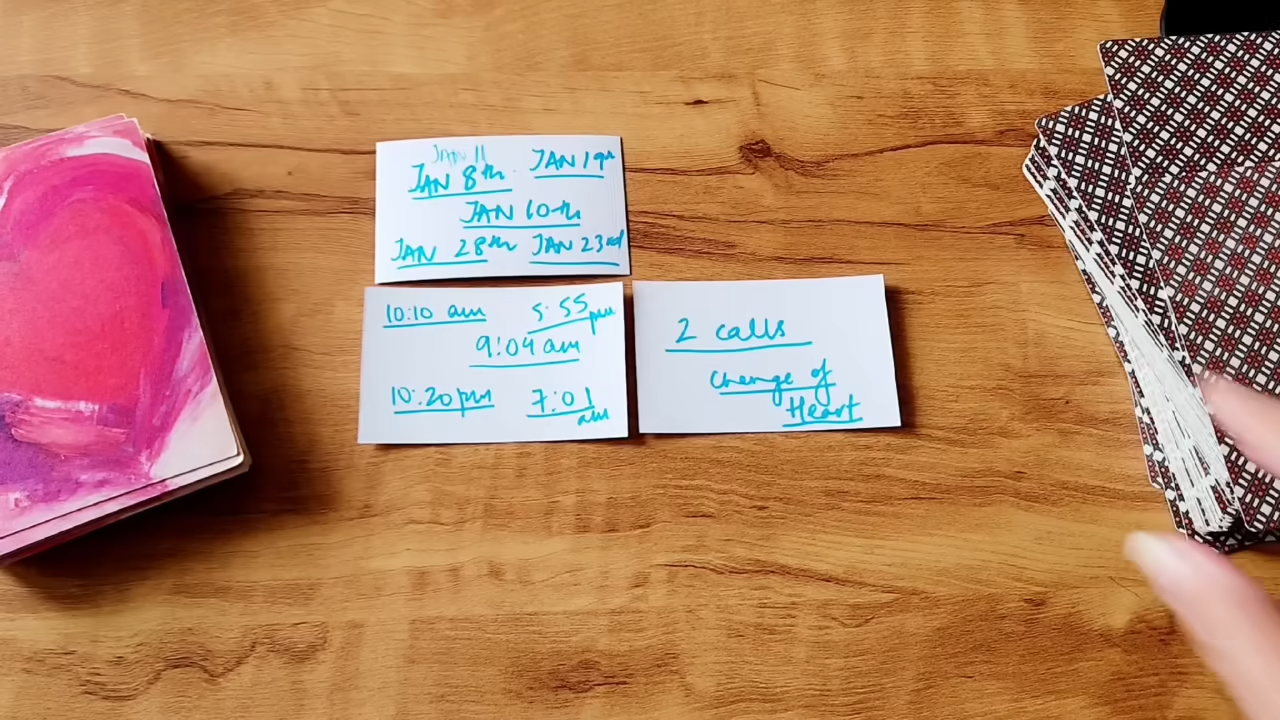 JAN 11
JAN 8th JAN 19th
JAN 10th
JAN 28th JAN 23rd
10:10 am 5:55 pm
9:04 am
10:20 pm 7:01 am
2 calls
Change of
Heart